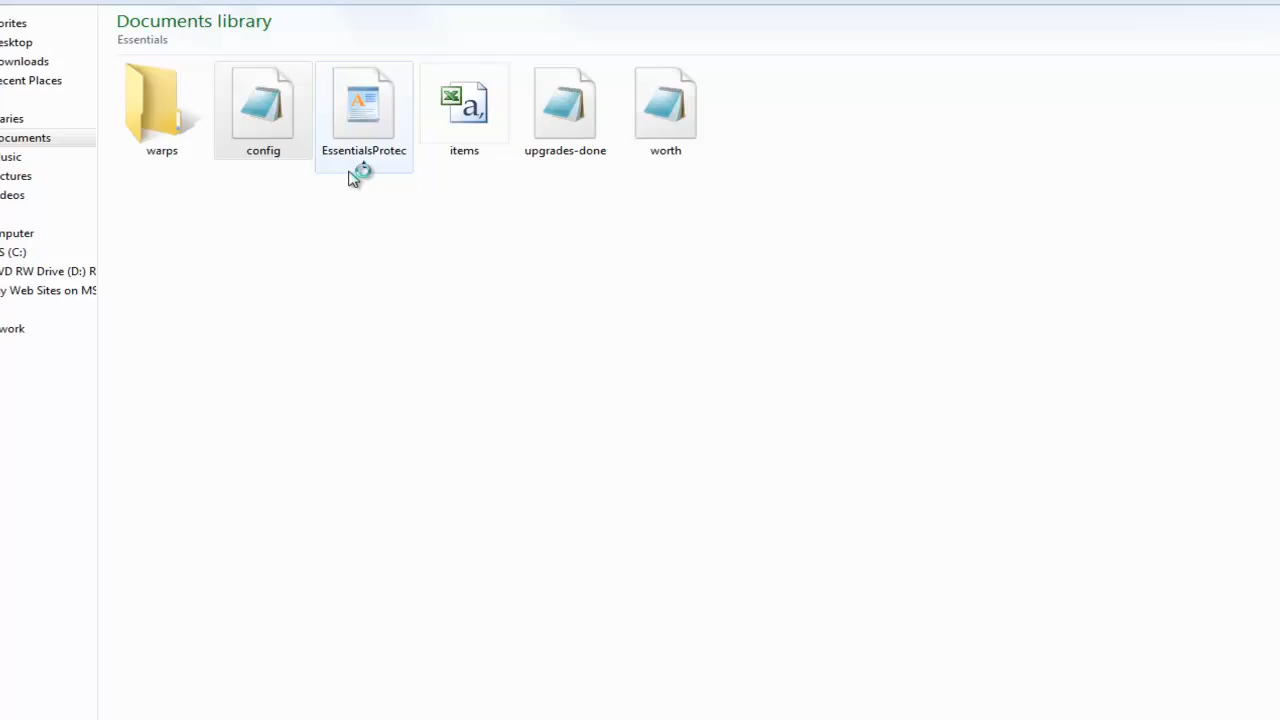 Documents library
Essentials
orites
esktop
ownloads
ecent Places
aries
ocuments
usic
ctures
deos
mputer
S (C:)
VD RW Drive (D:) R
y Web Sites on MS
work
warps
config
EssentialsProtec
items
upgrades-done
worth